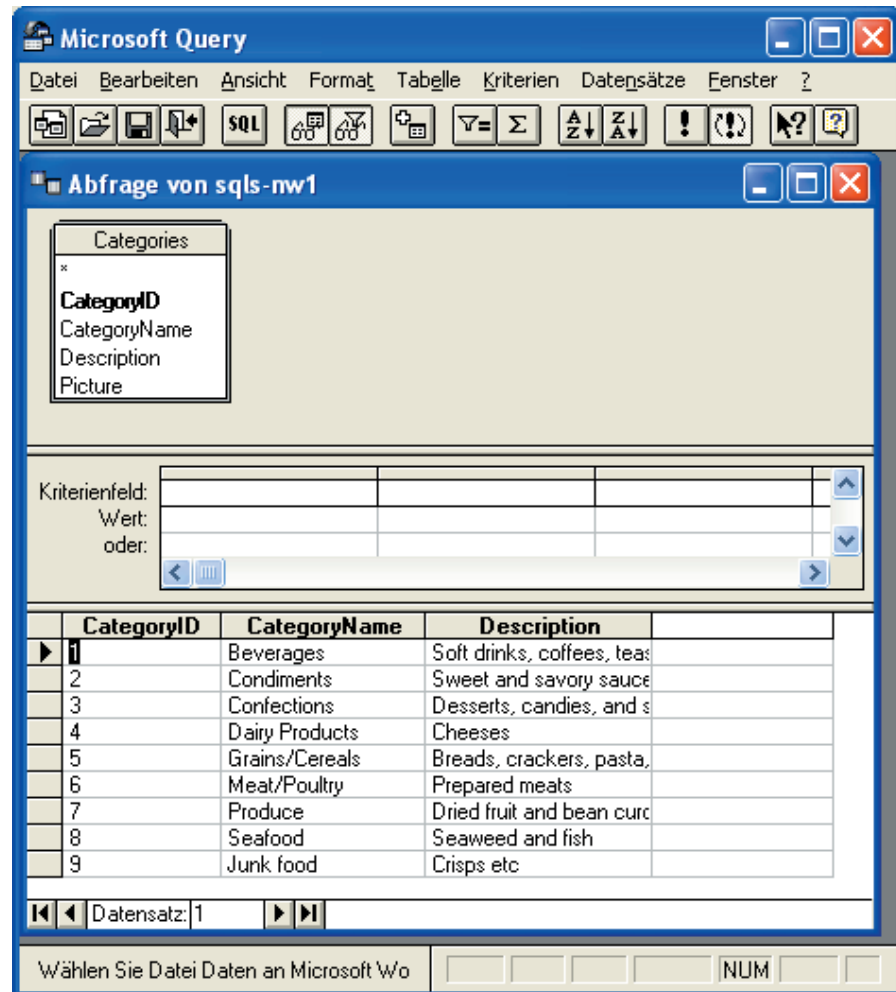 Microsoft Query
Datei Bearbeiten Ansicht Format Tabelle Kriterien Datensätze Fenster ?
SQL Σ A Z Z A ! (!) ? ?
Abfrage von sqls-nw1
Categories
*
CategoryID
CategoryName
Description
Picture
Kriterienfeld:
Wert:
oder:
CategoryID CategoryName Description
1 Beverages Soft drinks, coffees, teas
2 Condiments Sweet and savory sauce
3 Confections Desserts, candies, and s
4 Dairy Products Cheeses
5 Grains/Cereals Breads, crackers, pasta,
6 Meat/Poultry Prepared meats
7 Produce Dried fruit and bean curd
8 Seafood Seaweed and fish
9 Junk food Crisps etc
Datensatz: 1
Wählen Sie Datei Daten an Microsoft Wo NUM